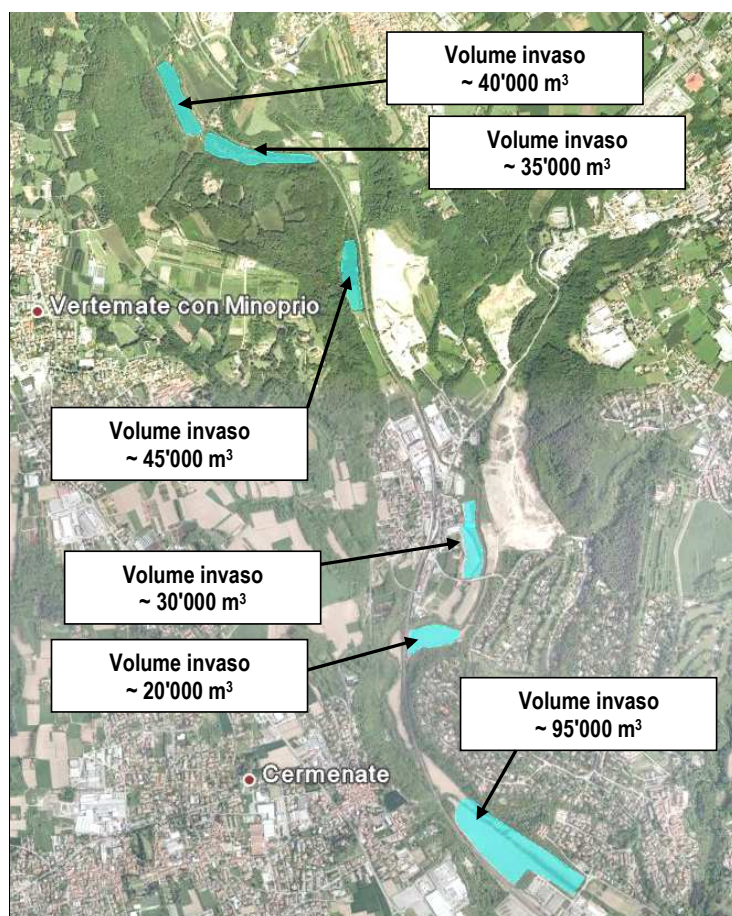 Volume invaso
~ 40'000 m³
Volume invaso
~ 35'000 m³
Vertemate con Minoprio
Volume invaso
~ 45'000 m³
Volume invaso
~ 30'000 m³
Volume invaso
~ 20'000 m³
Volume invaso
~ 95'000 m³
Cermenate